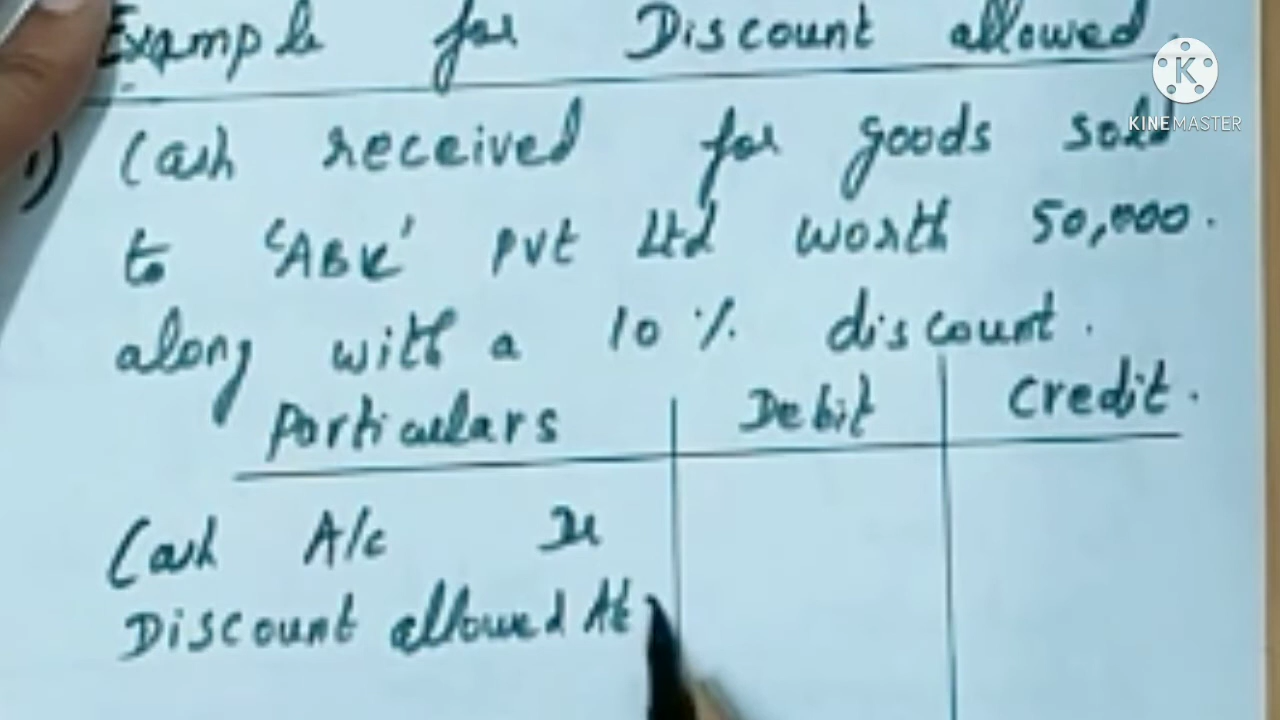 Example for Discount allowed.
K
KINEMASTER
1) Cash received for goods sold
to 'ABK' PVt Ltd worth 50,000.
along with a 10 % discount.
Particulars Debit Credit.
Cash A/c Dr
Discount allowed A/c